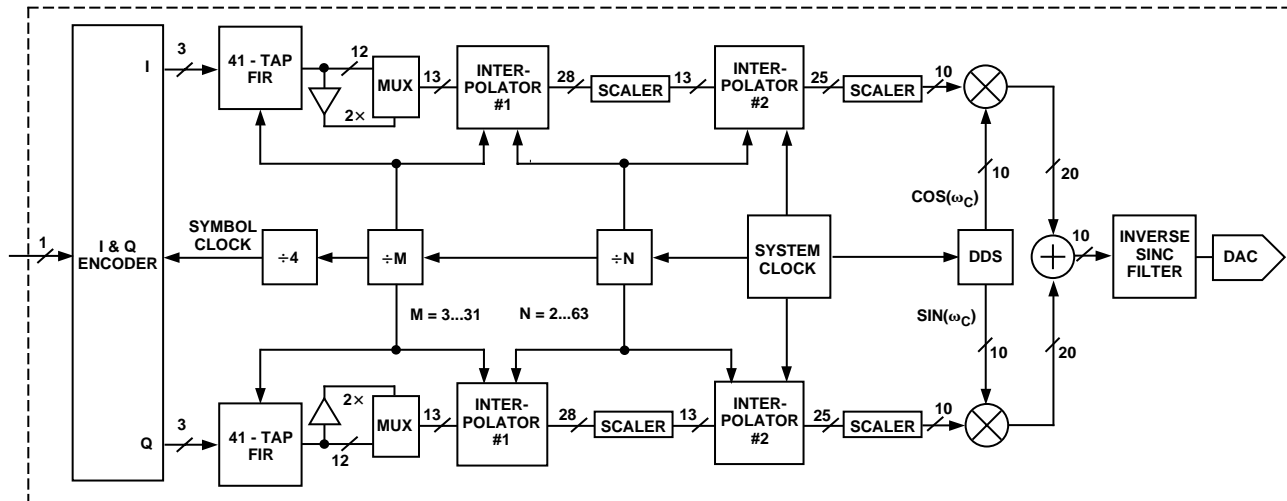 I
3
41 - TAP
FIR
12
2×
MUX
13
INTER-
POLATOR
#1
28
SCALER
13
INTER-
POLATOR
#2
25
SCALER
10
10
COS(ωC)
20
1
I & Q
ENCODER
SYMBOL
CLOCK
÷4
÷M
÷N
SYSTEM
CLOCK
DDS
10
INVERSE
SINC
FILTER
DAC
M = 3...31
N = 2...63
SIN(ωC)
10
20
Q
3
41 - TAP
FIR
2×
12
MUX
13
INTER-
POLATOR
#1
28
SCALER
13
INTER-
POLATOR
#2
25
SCALER
10